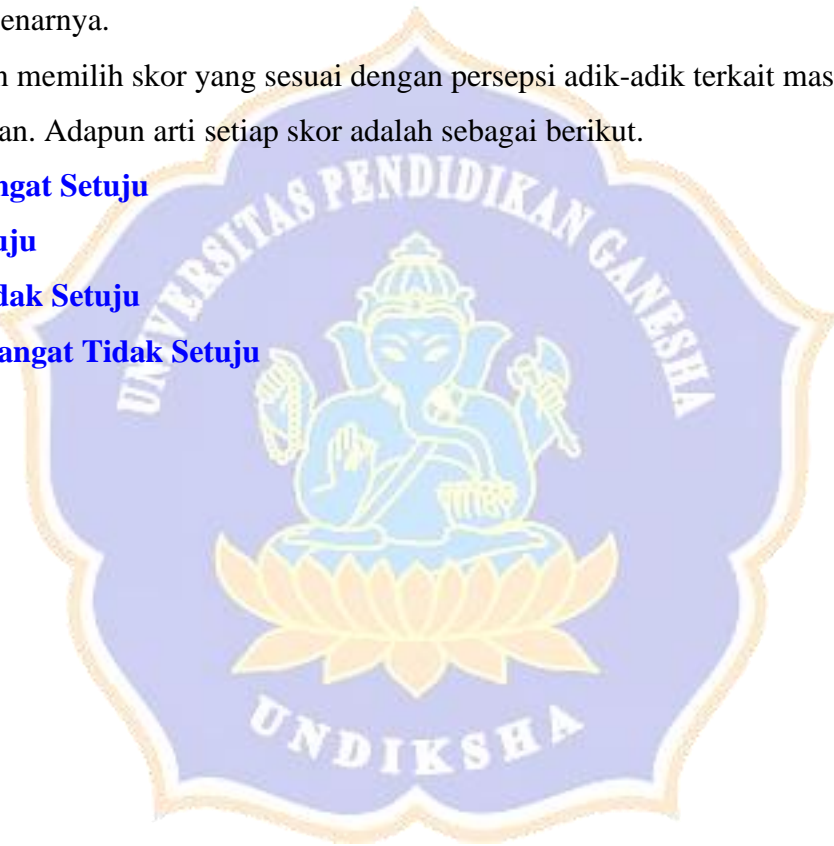 enarnya.
n memilih skor yang sesuai dengan persepsi adik-adik terkait mas
an. Adapun arti setiap skor adalah sebagai berikut.
ngat Setuju
uju
dak Setuju
angat Tidak Setuju
UNIVERSITAS PENDIDIKAN GANESHA
UNDIKSHA